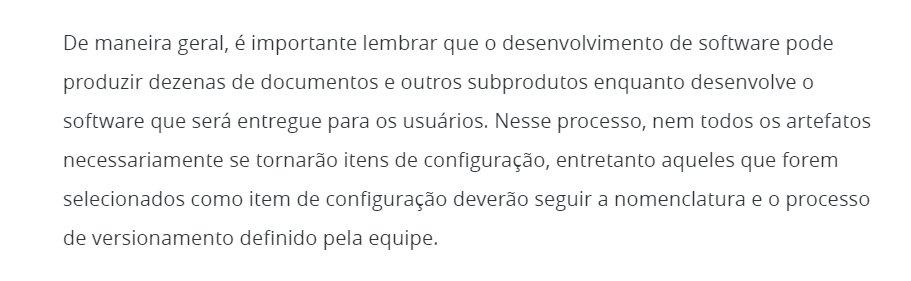 De maneira geral, é importante lembrar que o desenvolvimento de software pode
produzir dezenas de documentos e outros subprodutos enquanto desenvolve o
software que será entregue para os usuários. Nesse processo, nem todos os artefatos
necessariamente se tornarão itens de configuração, entretanto aqueles que forem
selecionados como item de configuração deverão seguir a nomenclatura e o processo
de versionamento definido pela equipe.